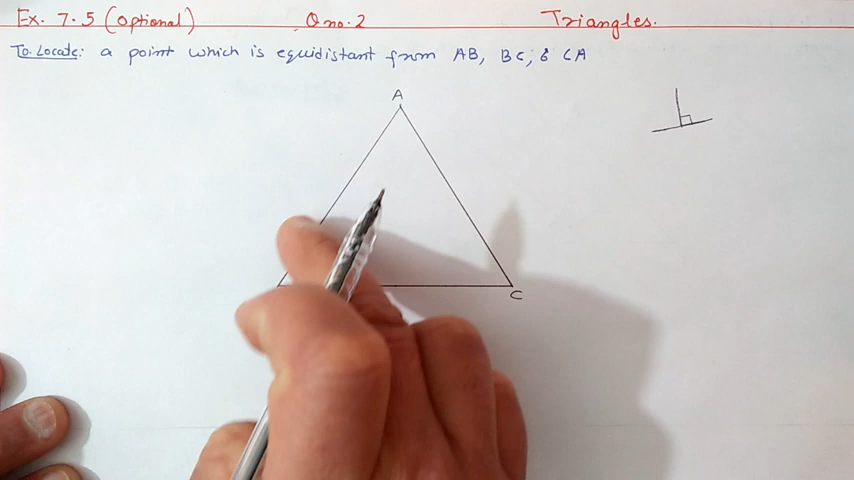 Ex. 7.5 (Optional) Q no. 2 Triangles.
To Locate: a point which is equidistant from AB, BC, & CA
A
C